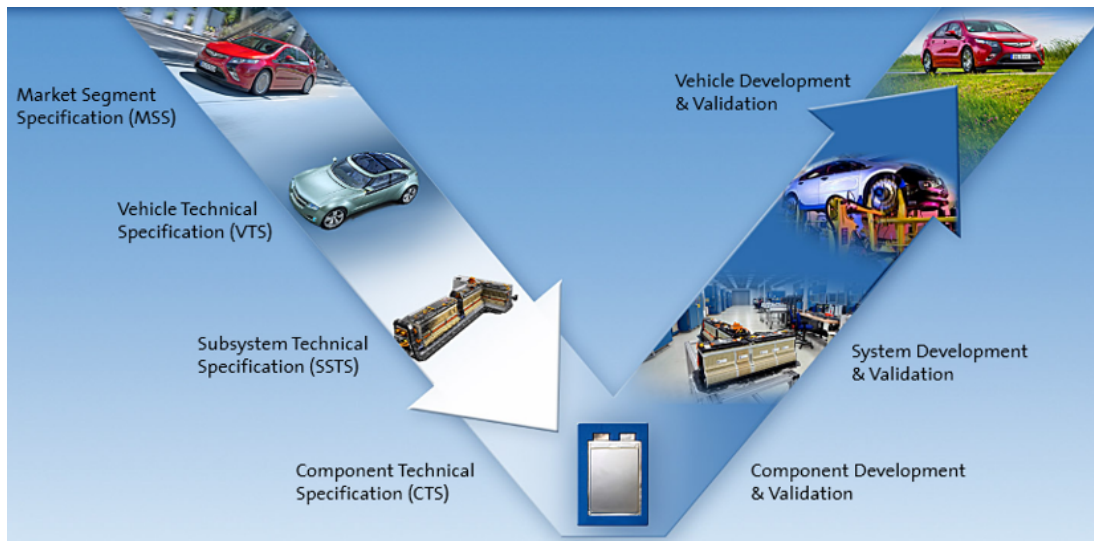 Market Segment
Specification (MSS)
Vehicle Technical
Specification (VTS)
Subsystem Technical
Specification (SSTS)
Component Technical
Specification (CTS)
Vehicle Development
& Validation
System Development
& Validation
Component Development
& Validation